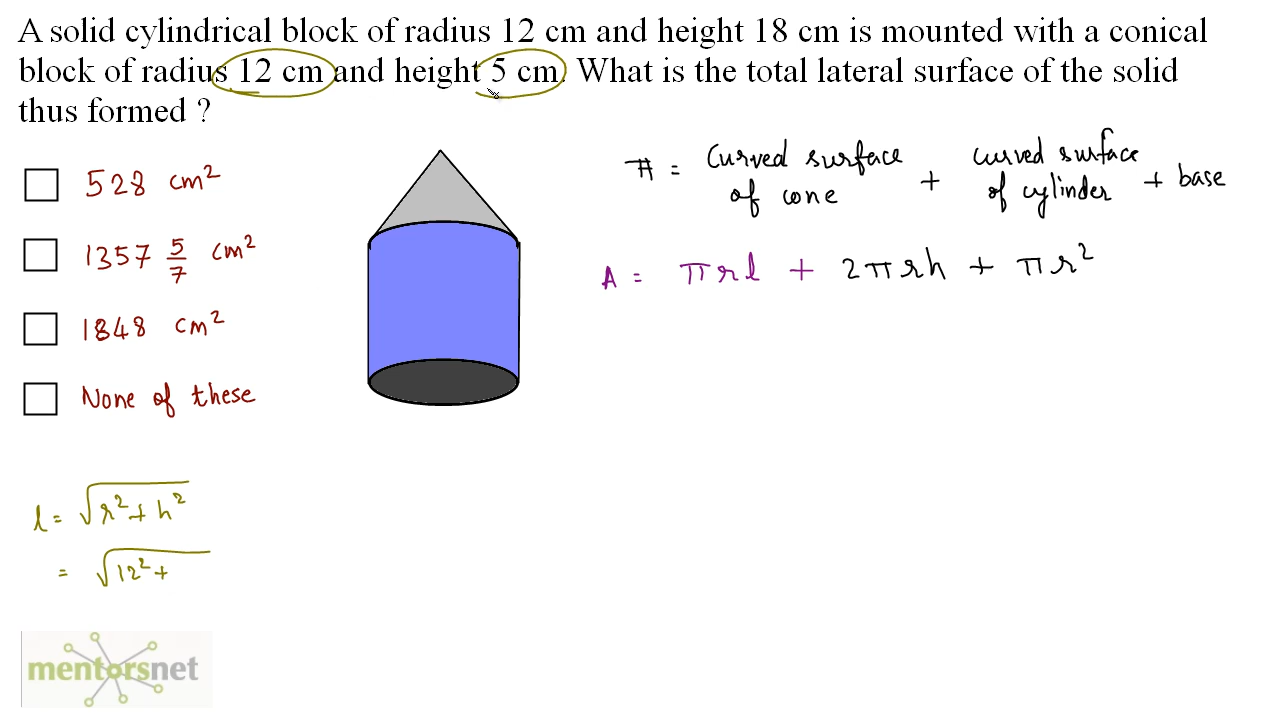 A solid cylindrical block of radius 12 cm and height 18 cm is mounted with a conical
block of radius 12 cm and height 5 cm. What is the total lateral surface of the solid
thus formed ?
528 cm²
1357 5/7 cm²
1848 cm²
None of these
A = Curved surface of cone + curved surface of cylinder + base
A = πrl + 2πrh + πr²
l = √r²+h²
= √12²+
mentorsnet